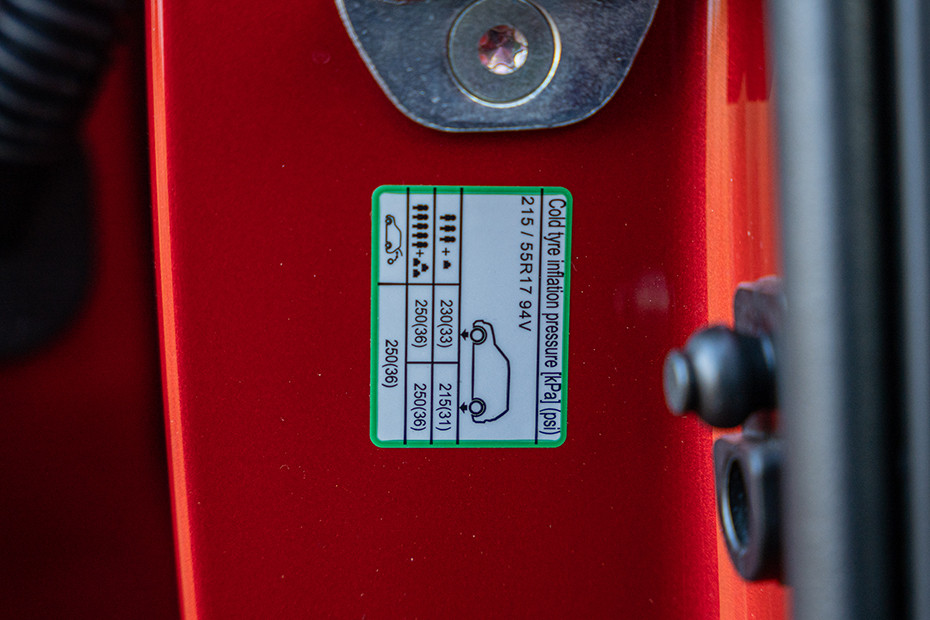 Cold tyre inflation pressure [kPa] (psi)
215 / 55R17 94V
+ 230(33) 215(31)
+ 250(36) 250(36)
250(36)